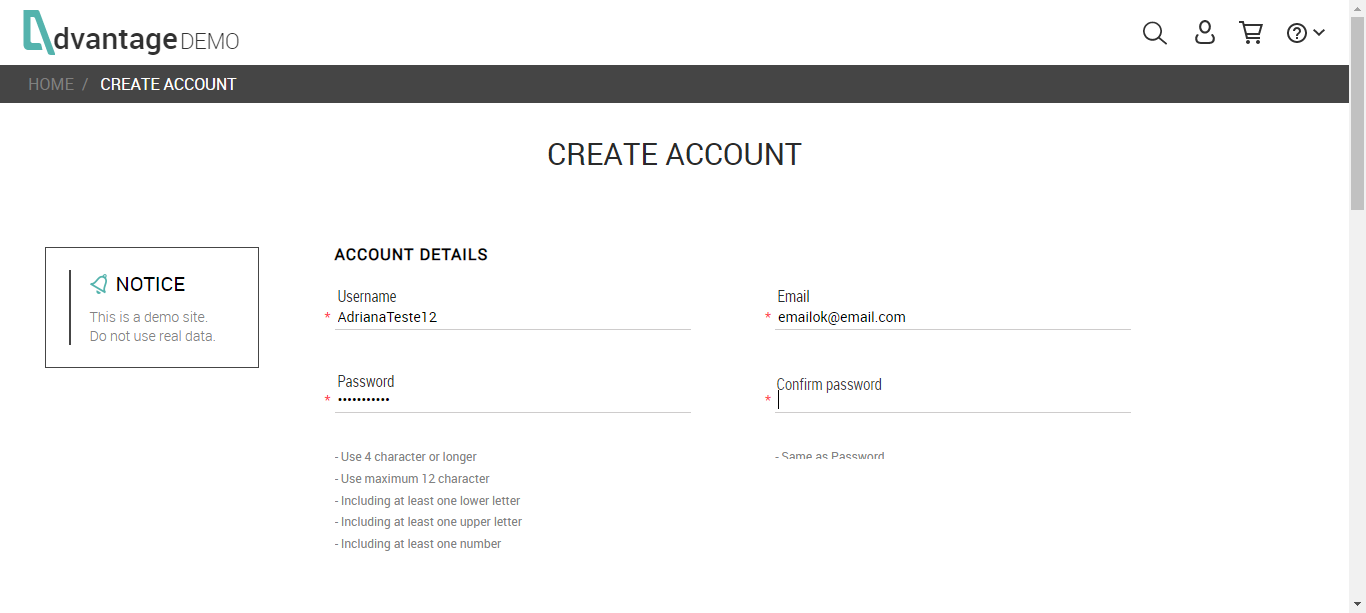 dvantage DEMO
HOME / CREATE ACCOUNT
CREATE ACCOUNT
NOTICE
This is a demo site.
Do not use real data.
ACCOUNT DETAILS
Username
* AdrianaTeste12
Email
* emailok@email.com
Password
* •••••••••••
Confirm password
*
- Use 4 character or longer
- Use maximum 12 character
- Including at least one lower letter
- Including at least one upper letter
- Including at least one number
- Same as Password